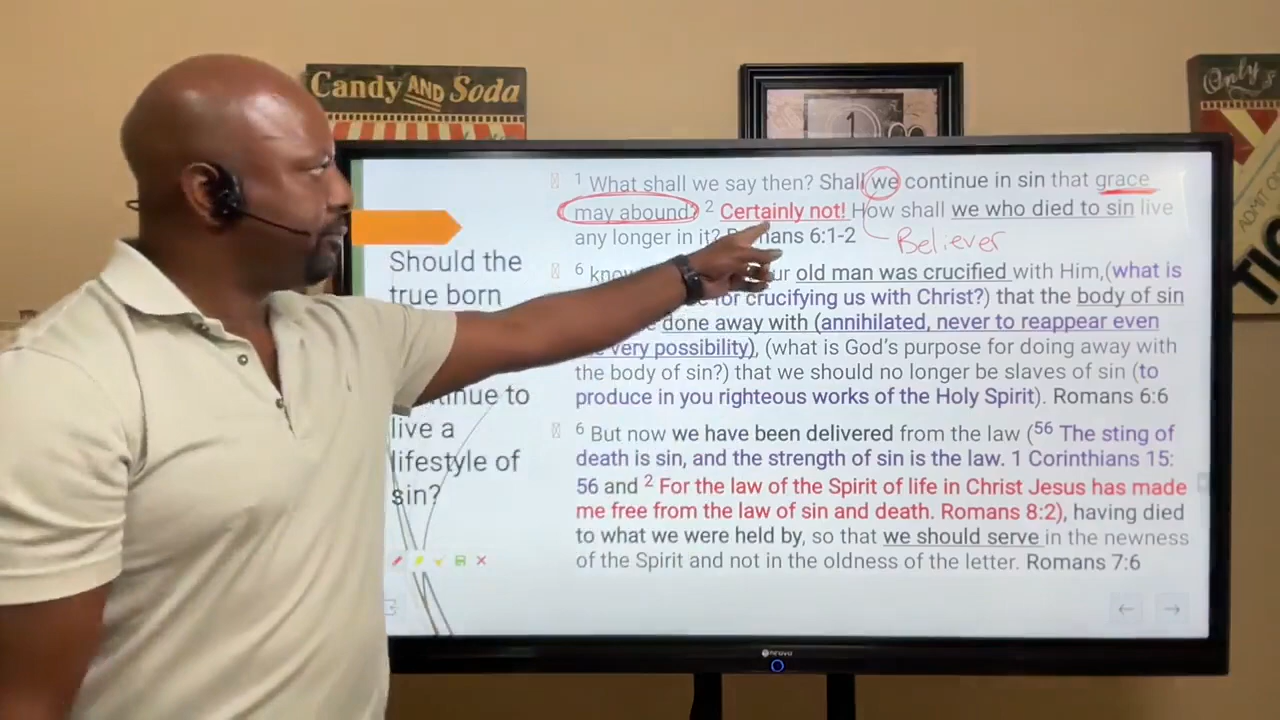 Candy AND Soda
1
Only
ADMIT O
Should the
true born
live a
lifestyle of
sin?
1 What shall we say then? Shall we continue in sin that grace
may abound? 2 Certainly not! How shall we who died to sin live
any longer in it? Romans 6:1-2
Believer
6 old man was crucified with Him,(what is
for crucifying us with Christ?) that the body of sin
done away with (annihilated, never to reappear even
very possibility), (what is God's purpose for doing away with
the body of sin?) that we should no longer be slaves of sin (to
produce in you righteous works of the Holy Spirit). Romans 6:6
6 But now we have been delivered from the law (56 The sting of
death is sin, and the strength of sin is the law. 1 Corinthians 15:
56 and 2 For the law of the Spirit of life in Christ Jesus has made
me free from the law of sin and death. Romans 8:2), having died
to what we were held by, so that we should serve in the newness
of the Spirit and not in the oldness of the letter. Romans 7:6